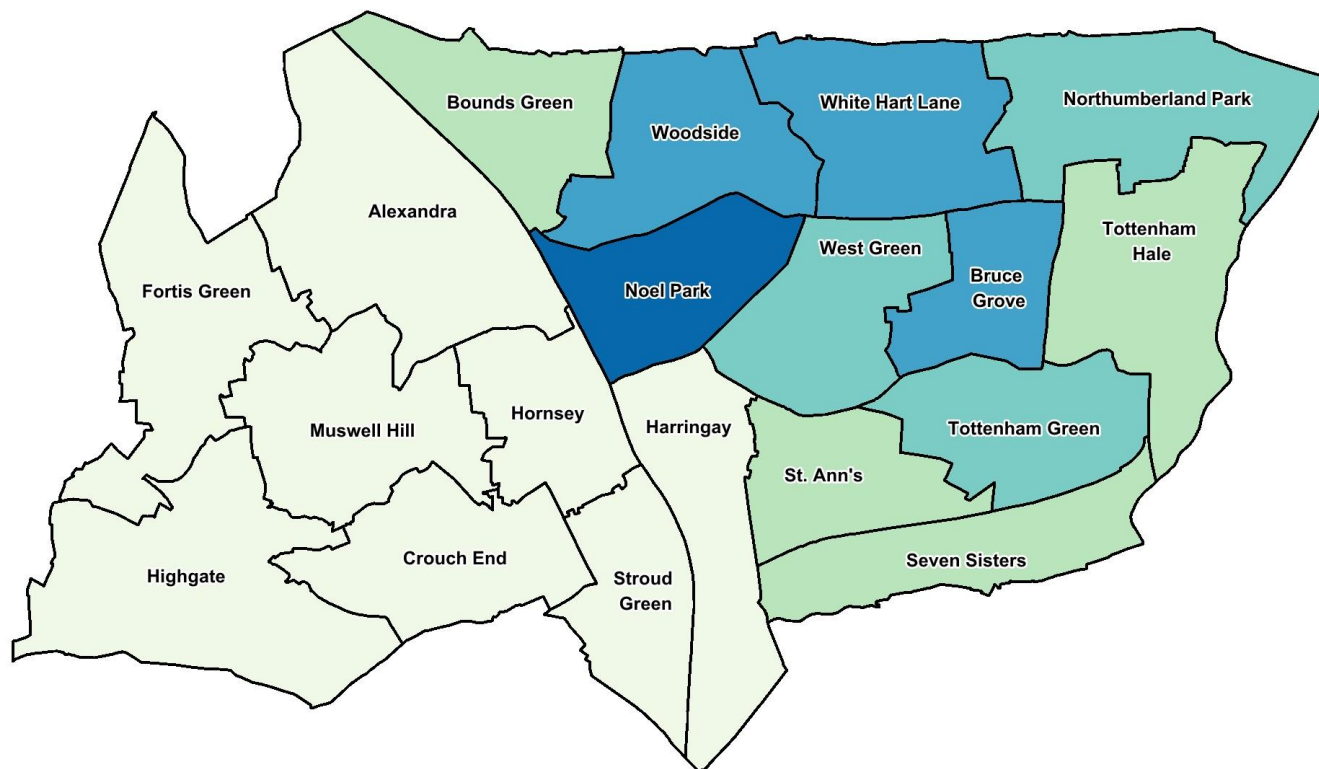 Bounds Green
Woodside
White Hart Lane
Northumberland Park
Alexandra
Tottenham
Hale
West Green
Fortis Green
Noel Park
Bruce
Grove
Muswell Hill
Hornsey
Harringay
Tottenham Green
St. Ann's
Highgate
Crouch End
Seven Sisters
Stroud
Green